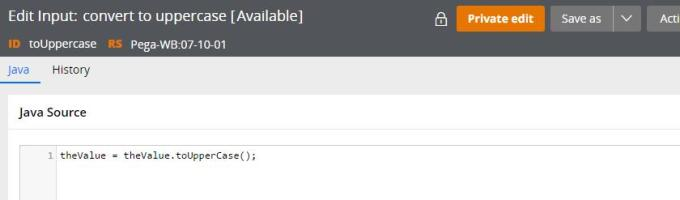 Edit Input: convert to uppercase [Available]
Private edit
Save as
Acti
ID toUppercase RS Pega-WB:07-10-01
Java History
Java Source
1 theValue = theValue.toUpperCase();